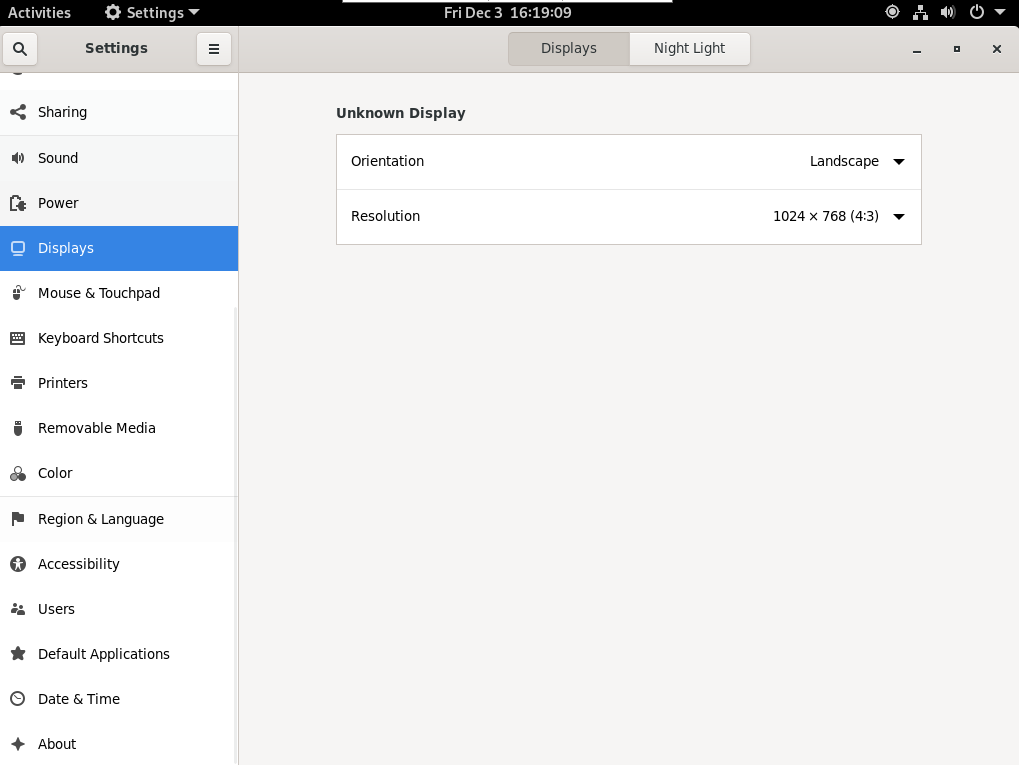 Activities Settings Fri Dec 3 16:19:09
Settings Displays Night Light
Sharing
Sound
Power
Displays
Mouse & Touchpad
Keyboard Shortcuts
Printers
Removable Media
Color
Region & Language
Accessibility
Users
Default Applications
Date & Time
About
Unknown Display
Orientation Landscape
Resolution 1024 × 768 (4:3)